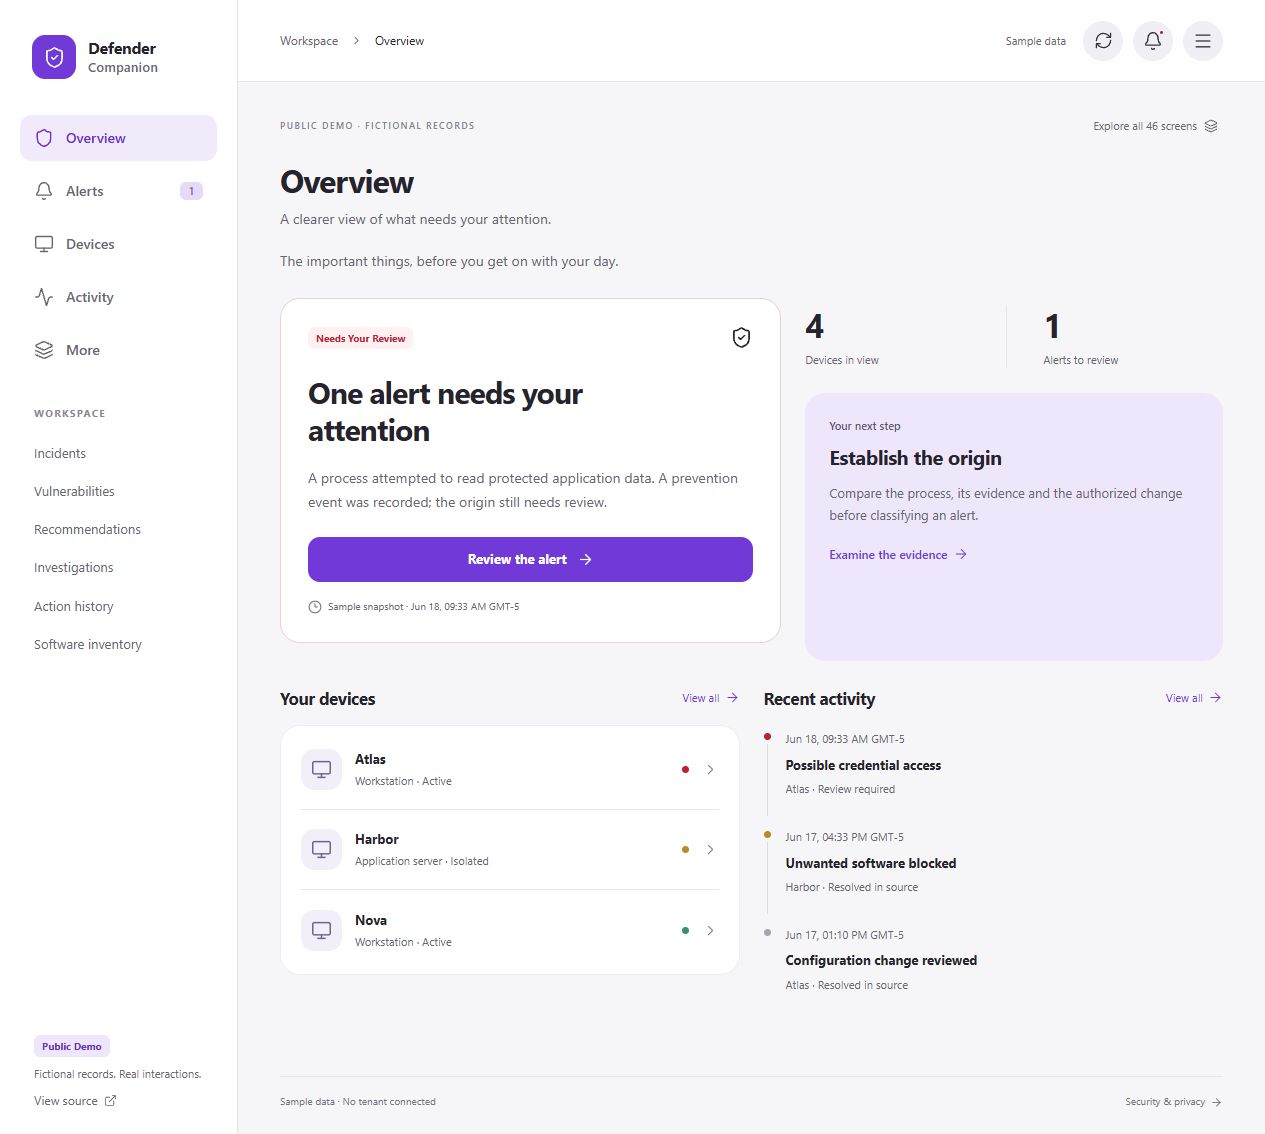 Defender
Companion
Overview
Alerts 1
Devices
Activity
More
WORKSPACE
Incidents
Vulnerabilities
Recommendations
Investigations
Action history
Software inventory
Public Demo
Fictional records. Real interactions.
View source
Workspace Overview
Sample data
PUBLIC DEMO · FICTIONAL RECORDS
Explore all 46 screens
Overview
A clearer view of what needs your attention.
The important things, before you get on with your day.
Needs Your Review
One alert needs your
attention
A process attempted to read protected application data. A prevention
event was recorded; the origin still needs review.
Review the alert
Sample snapshot · Jun 18, 09:33 AM GMT-5
4
Devices in view
1
Alerts to review
Your next step
Establish the origin
Compare the process, its evidence and the authorized change
before classifying an alert.
Examine the evidence
Your devices
View all
Atlas
Workstation · Active
Harbor
Application server · Isolated
Nova
Workstation · Active
Recent activity
View all
Jun 18, 09:33 AM GMT-5
Possible credential access
Atlas · Review required
Jun 17, 04:33 PM GMT-5
Unwanted software blocked
Harbor · Resolved in source
Jun 17, 01:10 PM GMT-5
Configuration change reviewed
Atlas · Resolved in source
Sample data · No tenant connected
Security & privacy